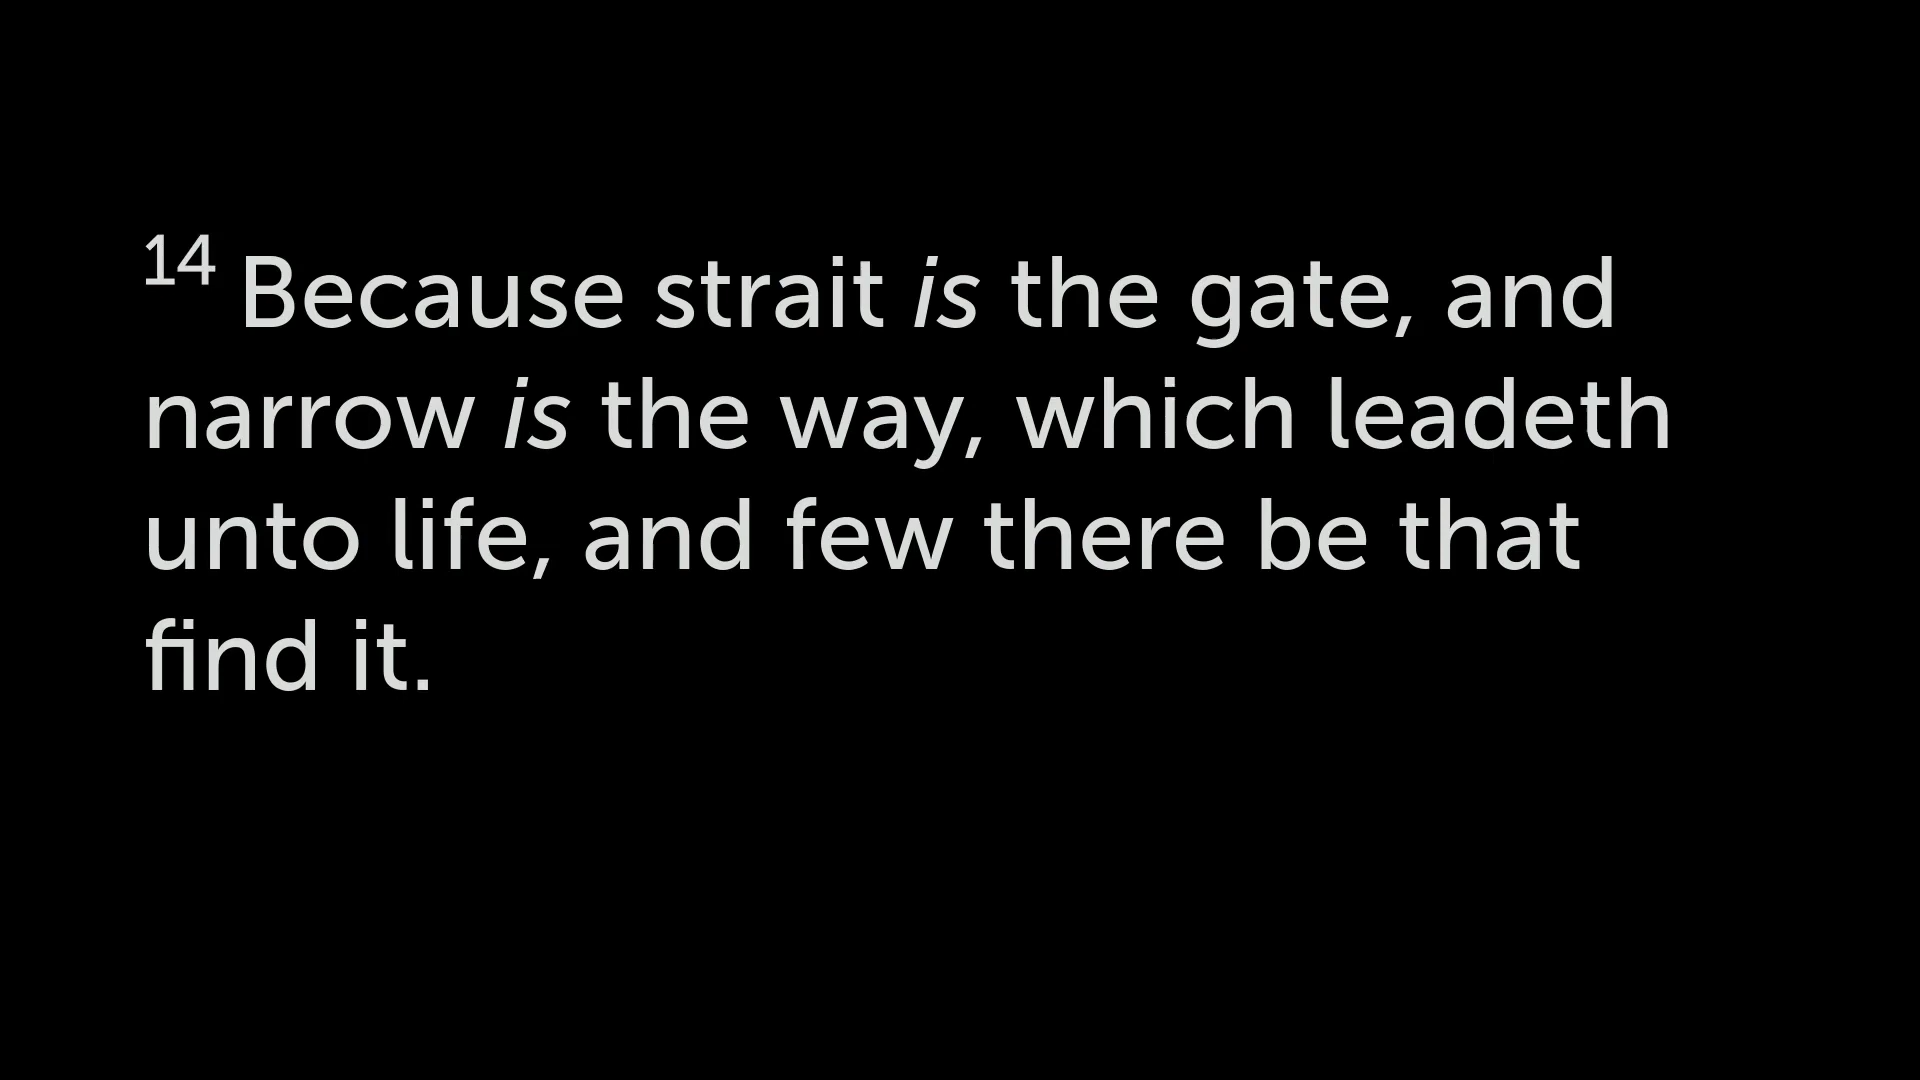 14 Because strait is the gate, and
narrow is the way, which leadeth
unto life, and few there be that
find it.